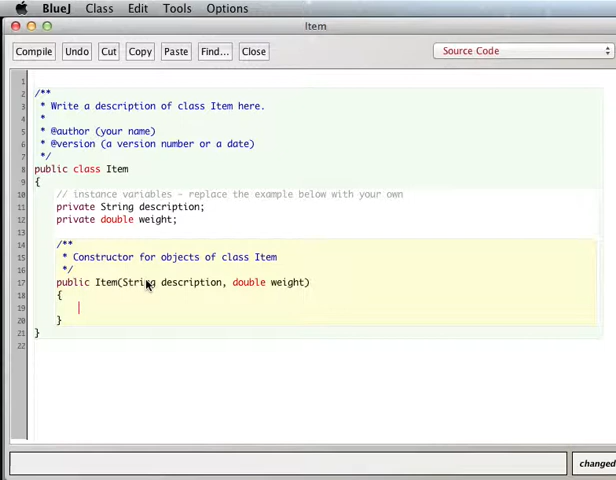 BlueJ Class Edit Tools Options
Item
Compile Undo Cut Copy Paste Find... Close Source Code
1
2 /**
3 * Write a description of class Item here.
4 *
5 * @author (your name)
6 * @version (a version number or a date)
7 */
8 public class Item
9 {
10 // instance variables - replace the example below with your own
11 private String description;
12 private double weight;
13
14 /**
15 * Constructor for objects of class Item
16 */
17 public Item(String description, double weight)
18 {
19
20 }
21 }
22
changed